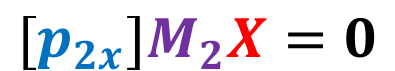 [p₂ₓ]M₂X = 0